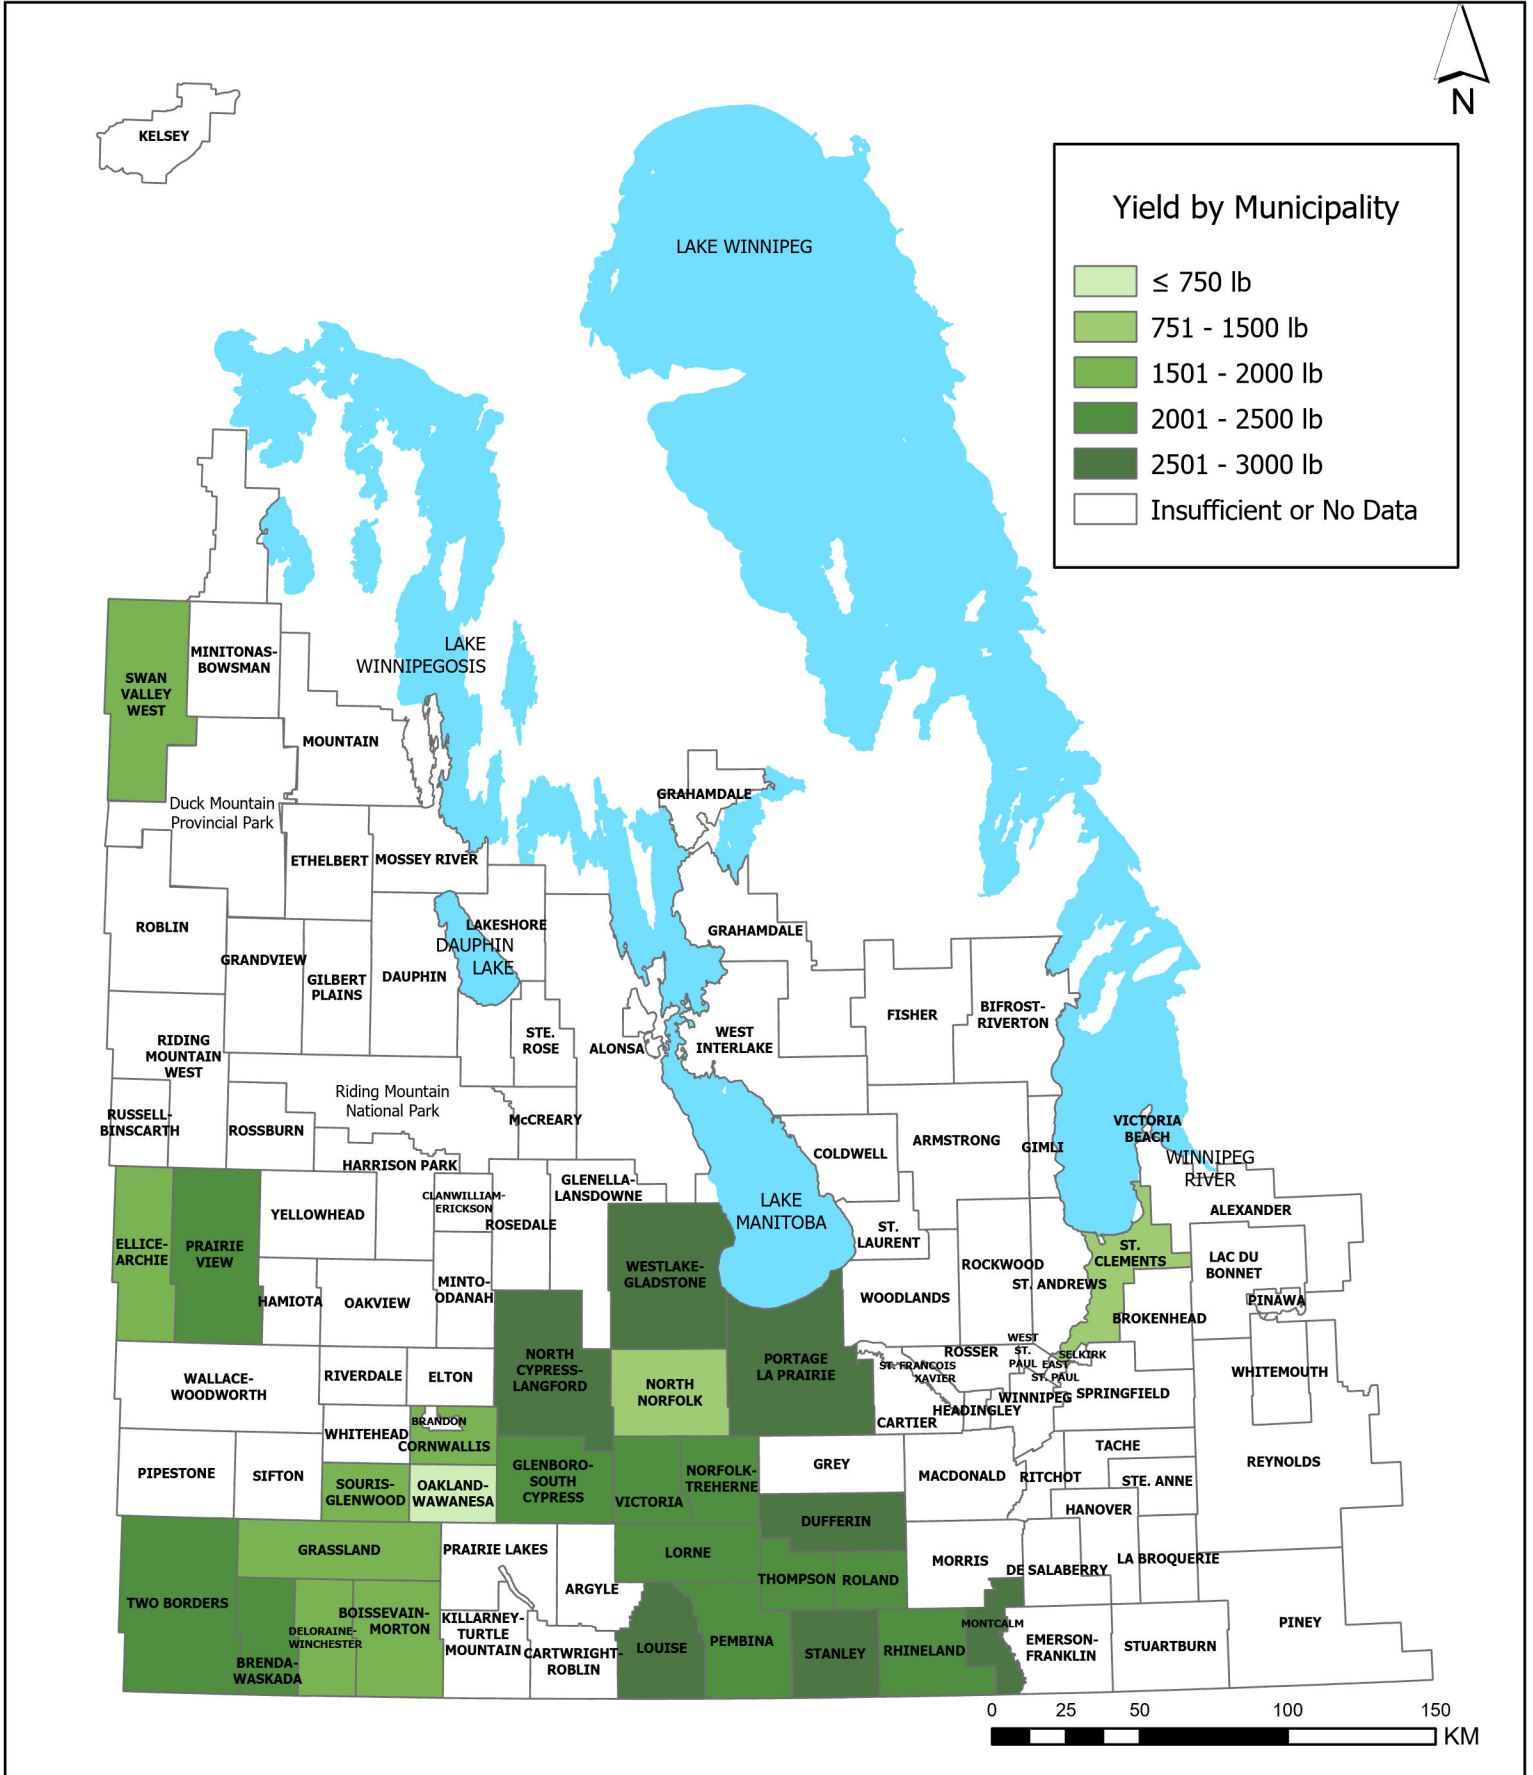 N
KELSEY
Yield by Municipality
≤ 750 lb
751 - 1500 lb
1501 - 2000 lb
2001 - 2500 lb
2501 - 3000 lb
Insufficient or No Data
LAKE WINNIPEG
LAKE
WINNIPEGOSIS
MINITONAS-
BOWSMAN
SWAN
VALLEY
WEST
MOUNTAIN
Duck Mountain
Provincial Park
GRAHAMDALE
ETHELBERT
MOSSEY RIVER
ROBLIN
LAKESHORE
DAUPHIN
LAKE
GRAHAMDALE
GRANDVIEW
GILBERT
PLAINS
DAUPHIN
FISHER
BIFROST-
RIVERTON
STE.
ROSE
ALONSA
WEST
INTERLAKE
RIDING
MOUNTAIN
WEST
Riding Mountain
National Park
RUSSELL-
BINSCARTH
ROSSBURN
McCREARY
VICTORIA
BEACH
ARMSTRONG
GIMLI
COLDWELL
WINNIPEG
RIVER
HARRISON PARK
GLENELLA-
LANSDOWNE
CLANWILLIAM-
ERICKSON
YELLOWHEAD
ROSEDALE
LAKE
MANITOBA
ST.
LAURENT
ALEXANDER
ELLICE-
ARCHIE
PRAIRIE
VIEW
WESTLAKE-
GLADSTONE
ST.
CLEMENTS
LAC DU
BONNET
ROCKWOOD
ST. ANDREWS
HAMIOTA
OAKVIEW
MINTO-
ODANAH
WOODLANDS
PINAWA
BROKENHEAD
WEST
ST.
PAUL
EAST
ST. PAUL
SELKIRK
ROSSER
ST. FRANCOIS
XAVIER
NORTH
CYPRESS-
LANGFORD
PORTAGE
LA PRAIRIE
NORTH
NORFOLK
WALLACE-
WOODWORTH
RIVERDALE
ELTON
WHITEMOUTH
WINNIPEG
SPRINGFIELD
HEADINGLEY
CARTIER
BRANDON
WHITEHEAD
CORNWALLIS
PIPESTONE
SIFTON
GLENBORO-
SOUTH
CYPRESS
NORFOLK-
TREHERNE
GREY
MACDONALD
TACHE
RITCHOT
STE. ANNE
REYNOLDS
SOURIS-
GLENWOOD
OAKLAND-
WAWANESA
VICTORIA
HANOVER
DUFFERIN
GRASSLAND
PRAIRIE LAKES
LORNE
MORRIS
DE SALABERRY
LA BROQUERIE
THOMPSON
ROLAND
ARGYLE
TWO BORDERS
BOISSEVAIN-
MORTON
DELORAINE-
WINCHESTER
KILLARNEY-
TURTLE
MOUNTAIN
MONTCALM
PINEY
BRENDA-
WASKADA
CARTWRIGHT-
ROBLIN
LOUISE
PEMBINA
STANLEY
RHINELAND
EMERSON-
FRANKLIN
STUARTBURN
0 25 50 100 150
KM